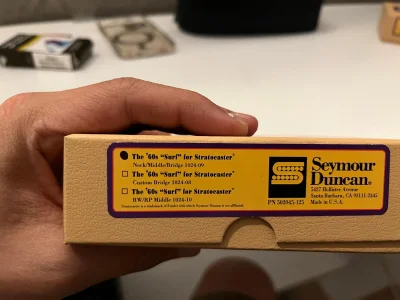 The "60s "Surf" for Stratocaster"
Neck/Middle/Bridge 1024-09
The "60s "Surf" for Stratocaster"
Custom Bridge 1024-08
The "60s "Surf" for Stratocaster"
RW/RP Middle 1024-10
Seymour
Duncan®
5427 Hollister Avenue
Santa Barbara, CA 93111-2345
PN 502045-125
Made in U.S.A.